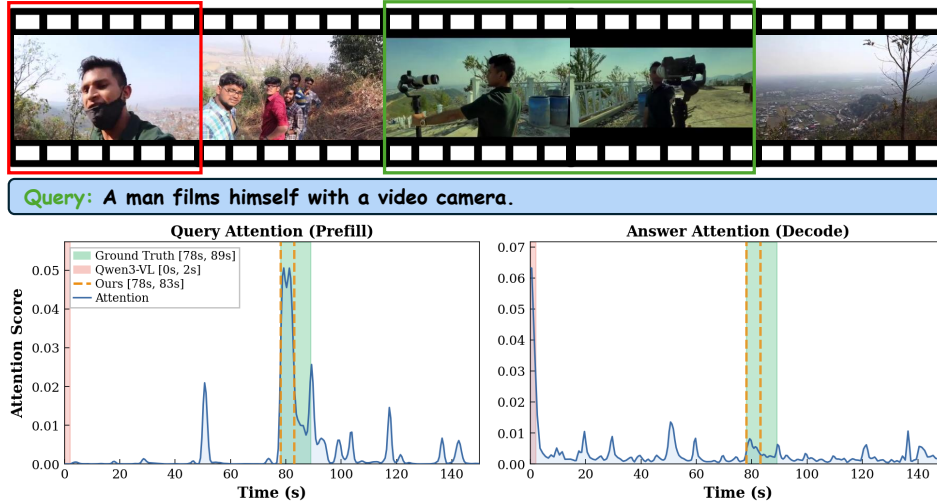 Query: A man films himself with a video camera.
Query Attention (Prefill)
Ground Truth [78s, 89s]
Qwen3-VL [0s, 2s]
Ours [78s, 83s]
Attention
Attention Score
0.05
0.04
0.03
0.02
0.01
0.00
0 20 40 60 80 100 120 140
Time (s)
Answer Attention (Decode)
0.07
0.06
0.05
0.04
0.03
0.02
0.01
0.00
0 20 40 60 80 100 120 140
Time (s)